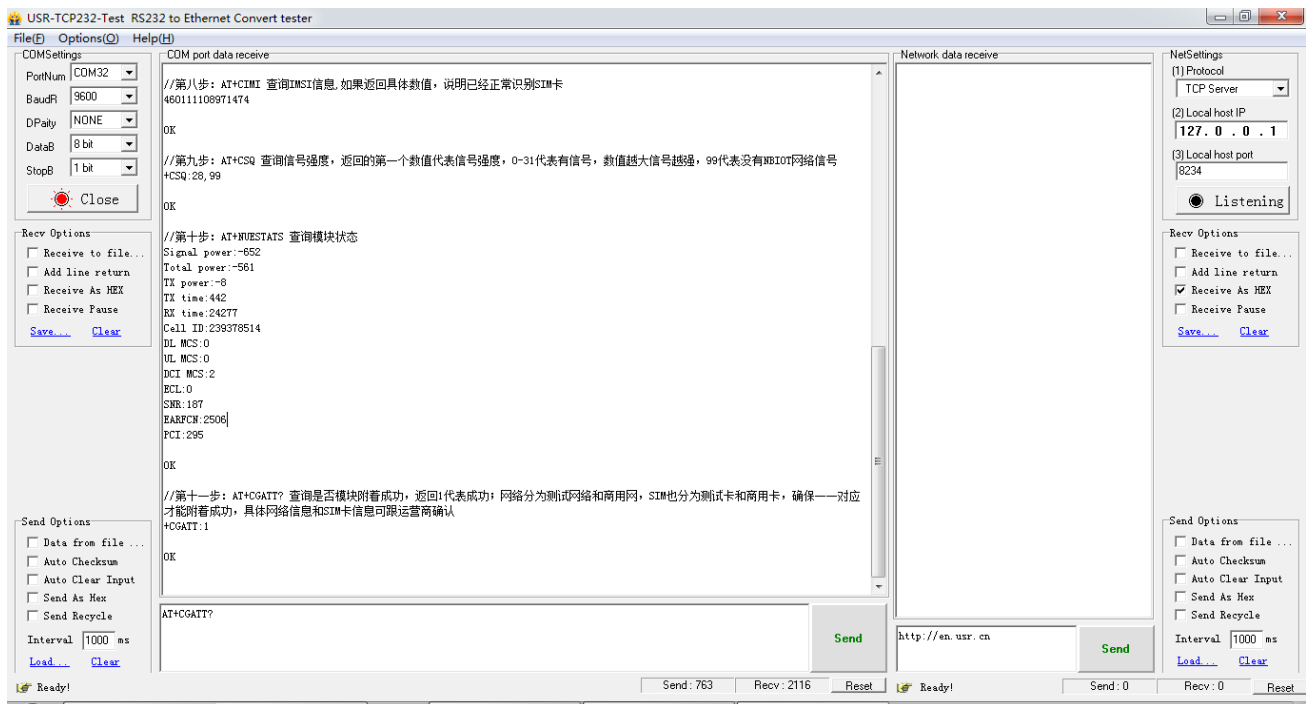 USR-TCP232-Test RS232 to Ethernet Convert tester
File(F) Options(O) Help(H)
COMSettings
PortNum COM32
BaudR 9600
DPaity NONE
DataB 8 bit
StopB 1 bit
Close
Recv Options
Receive to file...
Add line return
Receive As HEX
Receive Pause
Save... Clear
Send Options
Data from file ...
Auto Checksum
Auto Clear Input
Send As Hex
Send Recycle
Interval 1000 ms
Load... Clear
COM port data receive
//第八步：AT+CIMI 查询IMSI信息,如果返回具体数值，说明已经正常识别SIM卡
460111108971474
OK
//第九步：AT+CSQ 查询信号强度，返回的第一个数值代表信号强度，0-31代表有信号，数值越大信号越强，99代表没有NBIOT网络信号
+CSQ:28,99
OK
//第十步：AT+NUESTATS 查询模块状态
Signal power:-652
Total power:-561
TX power:-8
TX time:442
RX time:24277
Cell ID:239378514
DL MCS:0
UL MCS:0
DCI MCS:2
ECL:0
SNR:187
EARFCN:2506
PCI:295
OK
//第十一步：AT+CGATT? 查询是否模块附着成功，返回1代表成功；网络分为测试网络和商用网，SIM也分为测试卡和商用卡，确保一一对应
才能附着成功，具体网络信息和SIM卡信息可跟运营商确认
+CGATT:1
OK
AT+CGATT?
Send
Ready!
Send : 763 Recv : 2116 Reset
Network data receive
http://en.usr.cn
Send
Ready!
Send : 0 Recv : 0 Reset
NetSettings
(1) Protocol
TCP Server
(2) Local host IP
127. 0 . 0 . 1
(3) Local host port
8234
Listening
Recv Options
Receive to file...
Add line return
Receive As HEX
Receive Pause
Save... Clear
Send Options
Data from file ...
Auto Checksum
Auto Clear Input
Send As Hex
Send Recycle
Interval 1000 ms
Load... Clear